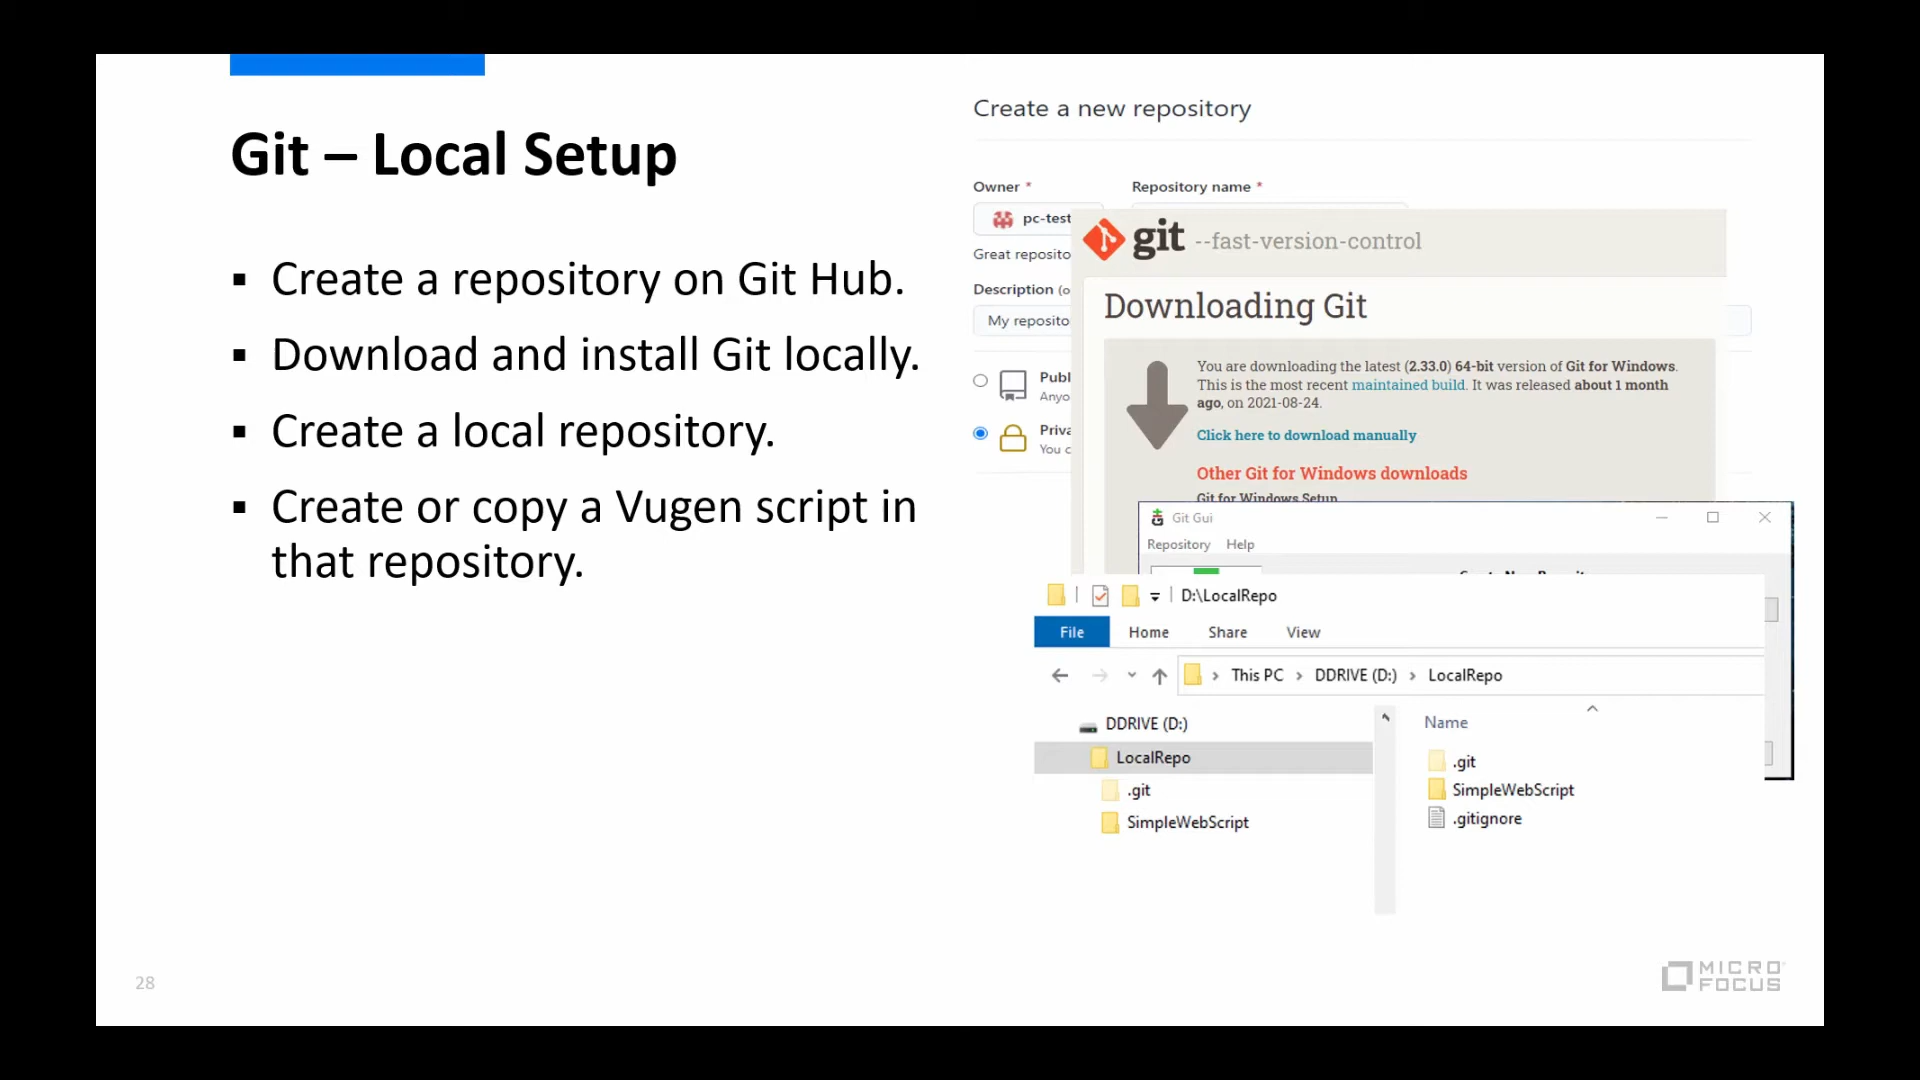 Git – Local Setup
▪ Create a repository on Git Hub.
▪ Download and install Git locally.
▪ Create a local repository.
▪ Create or copy a Vugen script in
that repository.
Create a new repository
Owner * Repository name *
pc-test
Great reposito
Description (o
My reposito
Publ
Anyo
Priva
You c
git --fast-version-control
Downloading Git
You are downloading the latest (2.33.0) 64-bit version of Git for Windows.
This is the most recent maintained build. It was released about 1 month
ago, on 2021-08-24.
Click here to download manually
Other Git for Windows downloads
Git for Windows Setup
Git Gui
Repository Help
D:\LocalRepo
File Home Share View
This PC > DDRIVE (D:) > LocalRepo
DDRIVE (D:)
LocalRepo
.git
SimpleWebScript
Name
.git
SimpleWebScript
.gitignore
28
MICRO
FOCUS